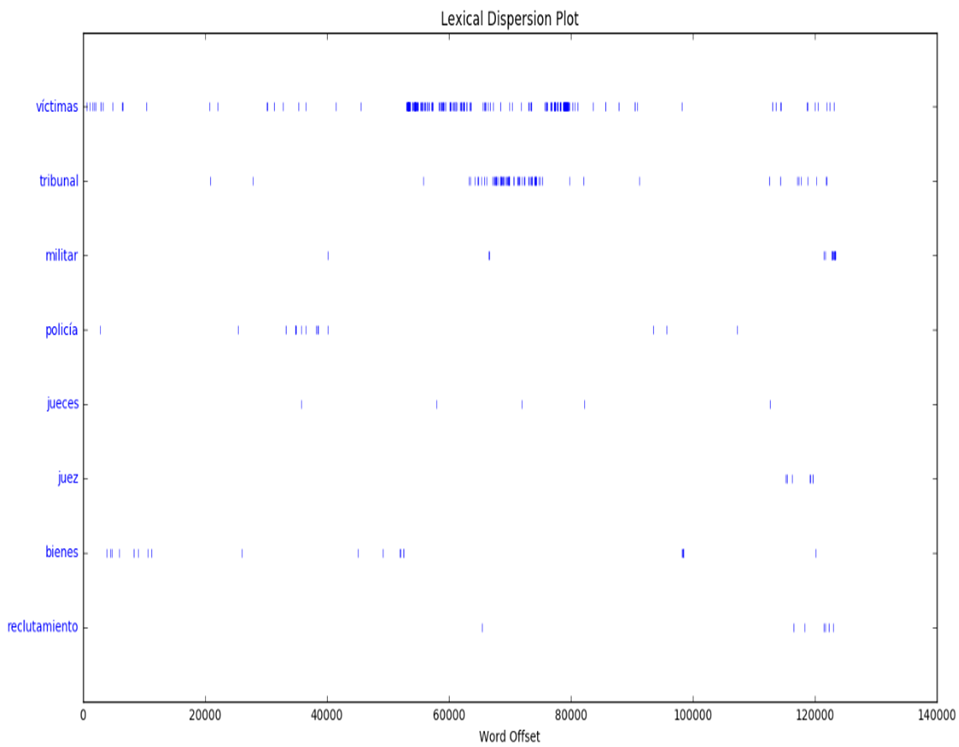 Lexical Dispersion Plot
víctimas
tribunal
militar
policía
jueces
juez
bienes
reclutamiento
0 20000 40000 60000 80000 100000 120000 140000
Word Offset